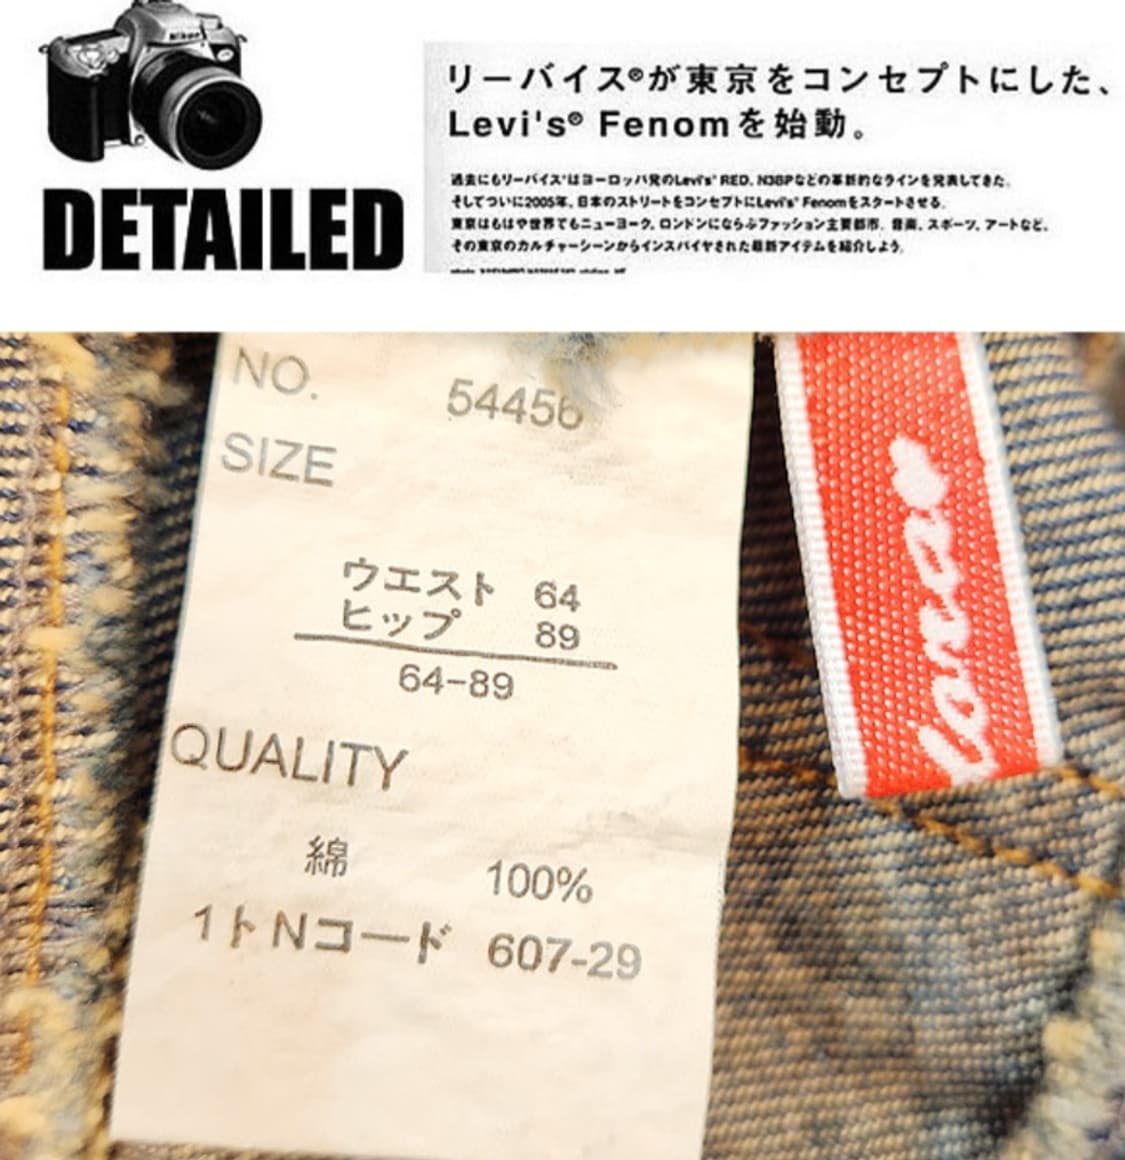 Nikon
DETAILED
リーバイス®が東京をコンセプトにした、
Levi's® Fenomを始動。
過去にもリーバイス®はヨーロッパ発のLevi's® RED、N3BPなどの革新的なラインを発表してきた。
そしてついに2005年、日本のストリートをコンセプトにLevi's® Fenomをスタートさせる。
東京はもはや世界でもニューヨーク、ロンドンにならぶファッション主要都市。音楽、スポーツ、アートなど、
その東京のカルチャーシーンからインスパイヤされた最新アイテムを紹介しよう。
NO. 54456
SIZE
ウエスト 64
ヒップ 89
64-89
QUALITY
綿 100%
1トNコード 607-29